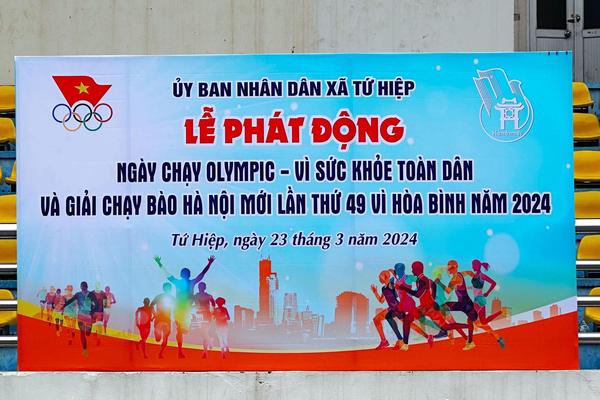 ỦY BAN NHÂN DÂN XÃ TỨ HIỆP
LỄ PHÁT ĐỘNG
NGÀY CHẠY OLYMPIC – VÌ SỨC KHỎE TOÀN DÂN
VÀ GIẢI CHẠY BÁO HÀ NỘI MỚI LẦN THỨ 49 VÌ HÒA BÌNH NĂM 2024
Tứ Hiệp, ngày 23 tháng 3 năm 2024